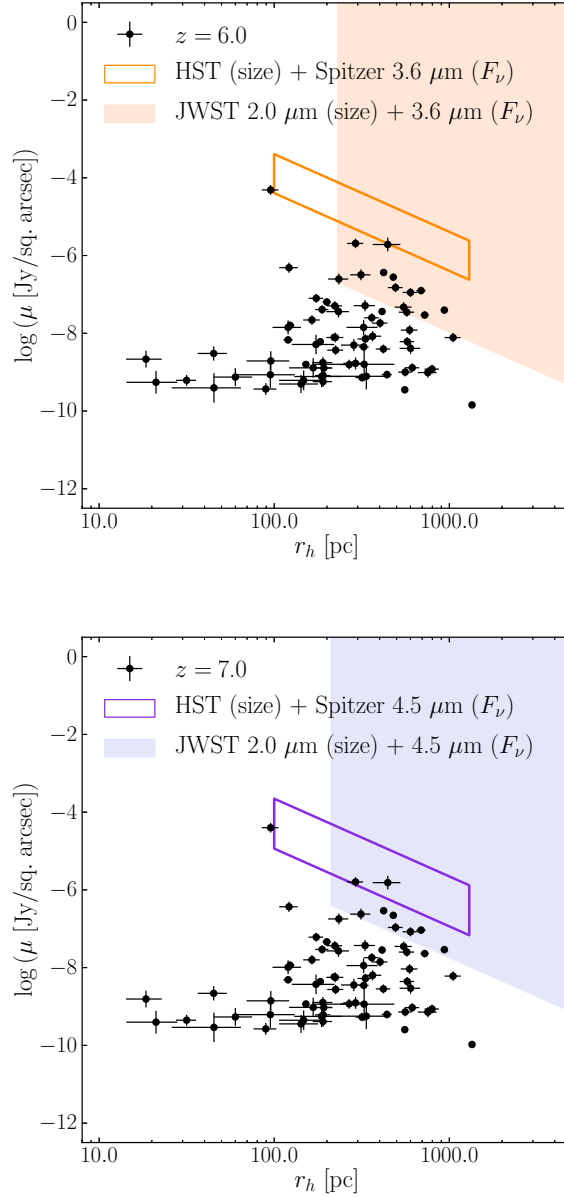 0
−2
−4
−6
−8
−10
−12
log (μ [Jy/sq. arcsec])
z = 6.0
HST (size) + Spitzer 3.6 μm (F_ν)
JWST 2.0 μm (size) + 3.6 μm (F_ν)
10.0 100.0 1000.0
r_h [pc]
0
−2
−4
−6
−8
−10
−12
log (μ [Jy/sq. arcsec])
z = 7.0
HST (size) + Spitzer 4.5 μm (F_ν)
JWST 2.0 μm (size) + 4.5 μm (F_ν)
10.0 100.0 1000.0
r_h [pc]